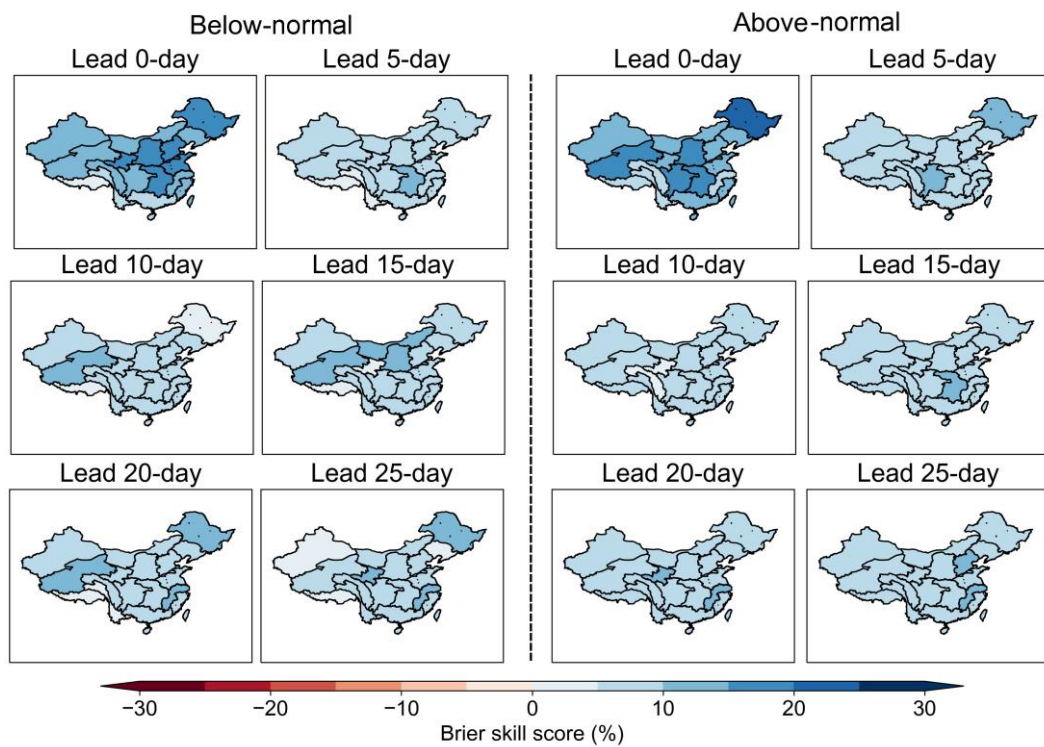 Below-normal
Above-normal
Lead 0-day
Lead 5-day
Lead 0-day
Lead 5-day
Lead 10-day
Lead 15-day
Lead 10-day
Lead 15-day
Lead 20-day
Lead 25-day
Lead 20-day
Lead 25-day
−30
−20
−10
0
10
20
30
Brier skill score (%)